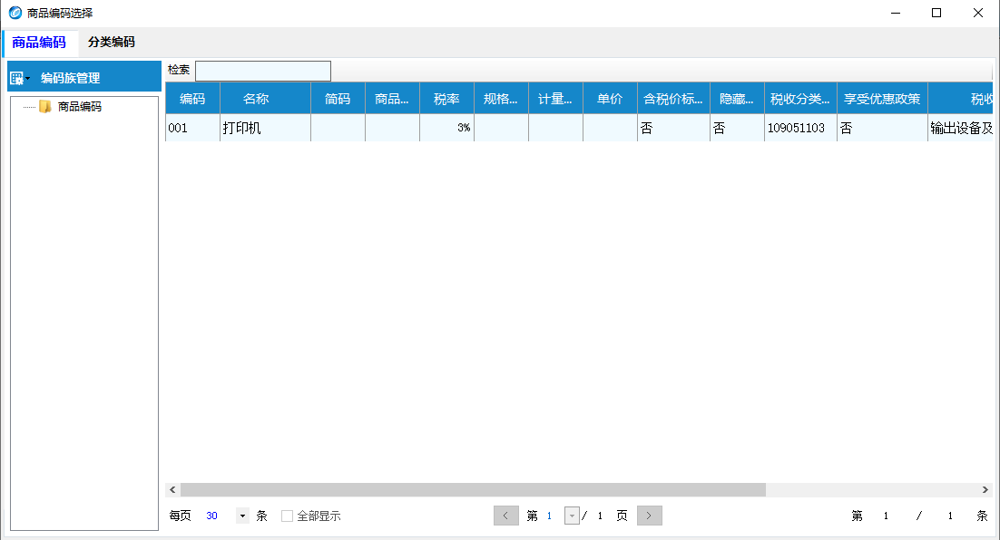 商品编码选择
商品编码 分类编码
编码族管理
商品编码
检索
编码 名称 简码 商品... 税率 规格... 计量... 单价 含税价标... 隐藏... 税收分类... 享受优惠政策 税收
001 打印机 3% 否 否 109051103 否 输出设备及
每页 30 条 全部显示 < 第 1 / 1 页 > 第 1 / 1 条